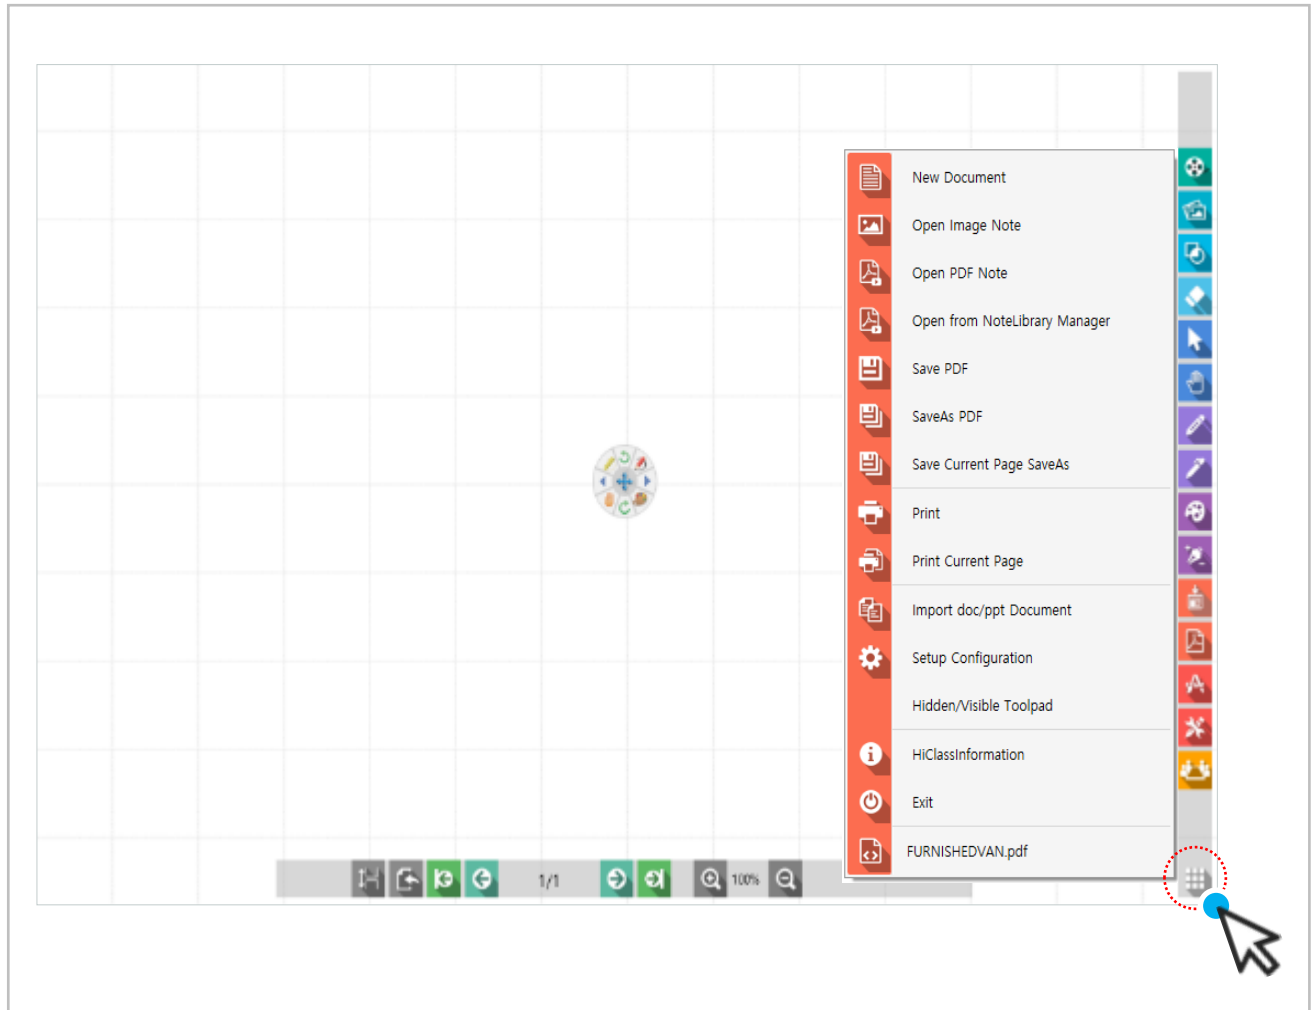 New Document
Open Image Note
Open PDF Note
Open from NoteLibrary Manager
Save PDF
SaveAs PDF
Save Current Page SaveAs
Print
Print Current Page
Import doc/ppt Document
Setup Configuration
Hidden/Visible Toolpad
HiClassInformation
Exit
FURNISHEDVAN.pdf
1/1
100%